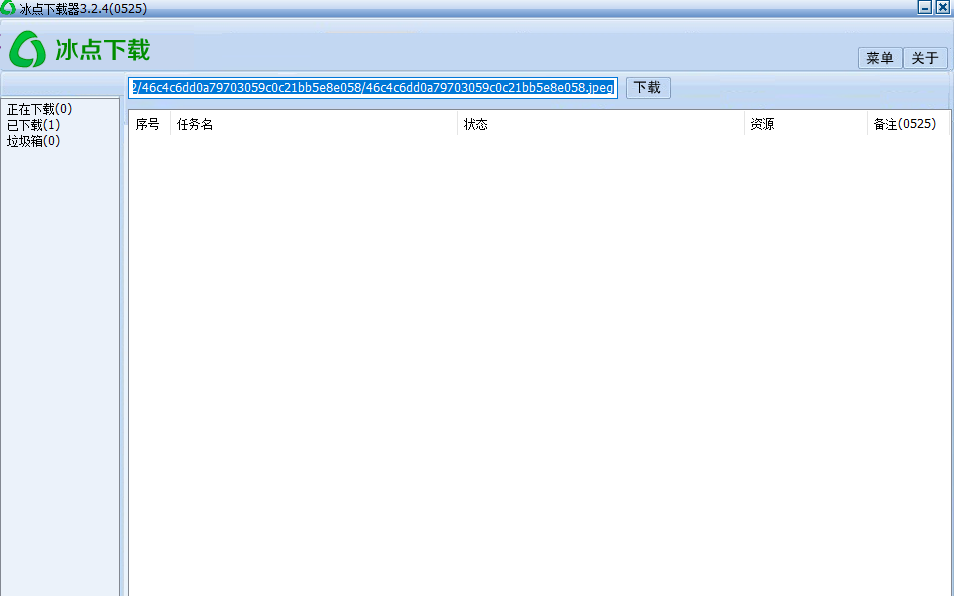 冰点下载器3.2.4(0525)
冰点下载
菜单 关于
2/46c4c6dd0a79703059c0c21bb5e8e058/46c4c6dd0a79703059c0c21bb5e8e058.jpeg 下载
正在下载(0)
已下载(1)
垃圾箱(0)
序号 任务名 状态 资源 备注(0525)